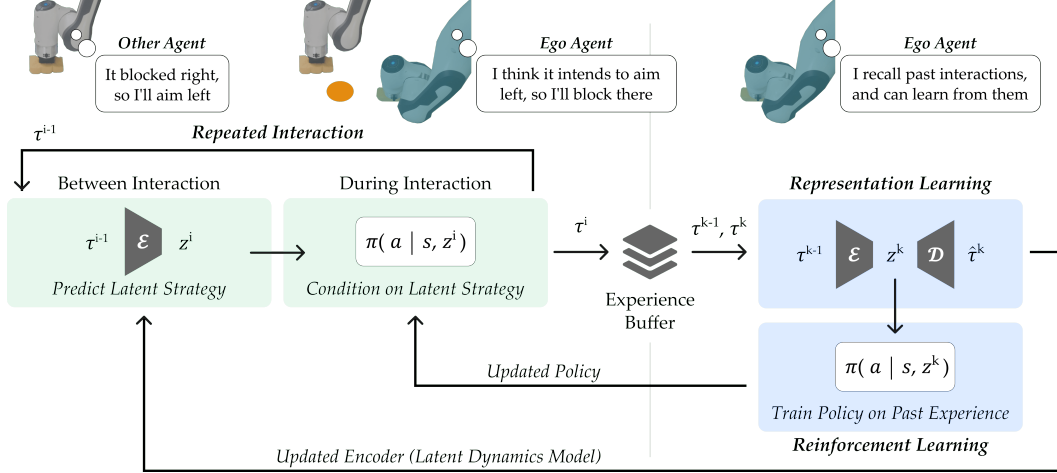 Other Agent
It blocked right,
so I'll aim left
Ego Agent
I think it intends to aim
left, so I'll block there
Ego Agent
I recall past interactions,
and can learn from them
τ^{i-1}
Repeated Interaction
Between Interaction
τ^{i-1} ℰ z^i
Predict Latent Strategy
During Interaction
π( a | s, z^i )
Condition on Latent Strategy
τ^i
Experience
Buffer
τ^{k-1}, τ^k
Representation Learning
τ^{k-1} ℰ z^k 𝒟 τ̂^k
π( a | s, z^k )
Train Policy on Past Experience
Reinforcement Learning
Updated Policy
Updated Encoder (Latent Dynamics Model)